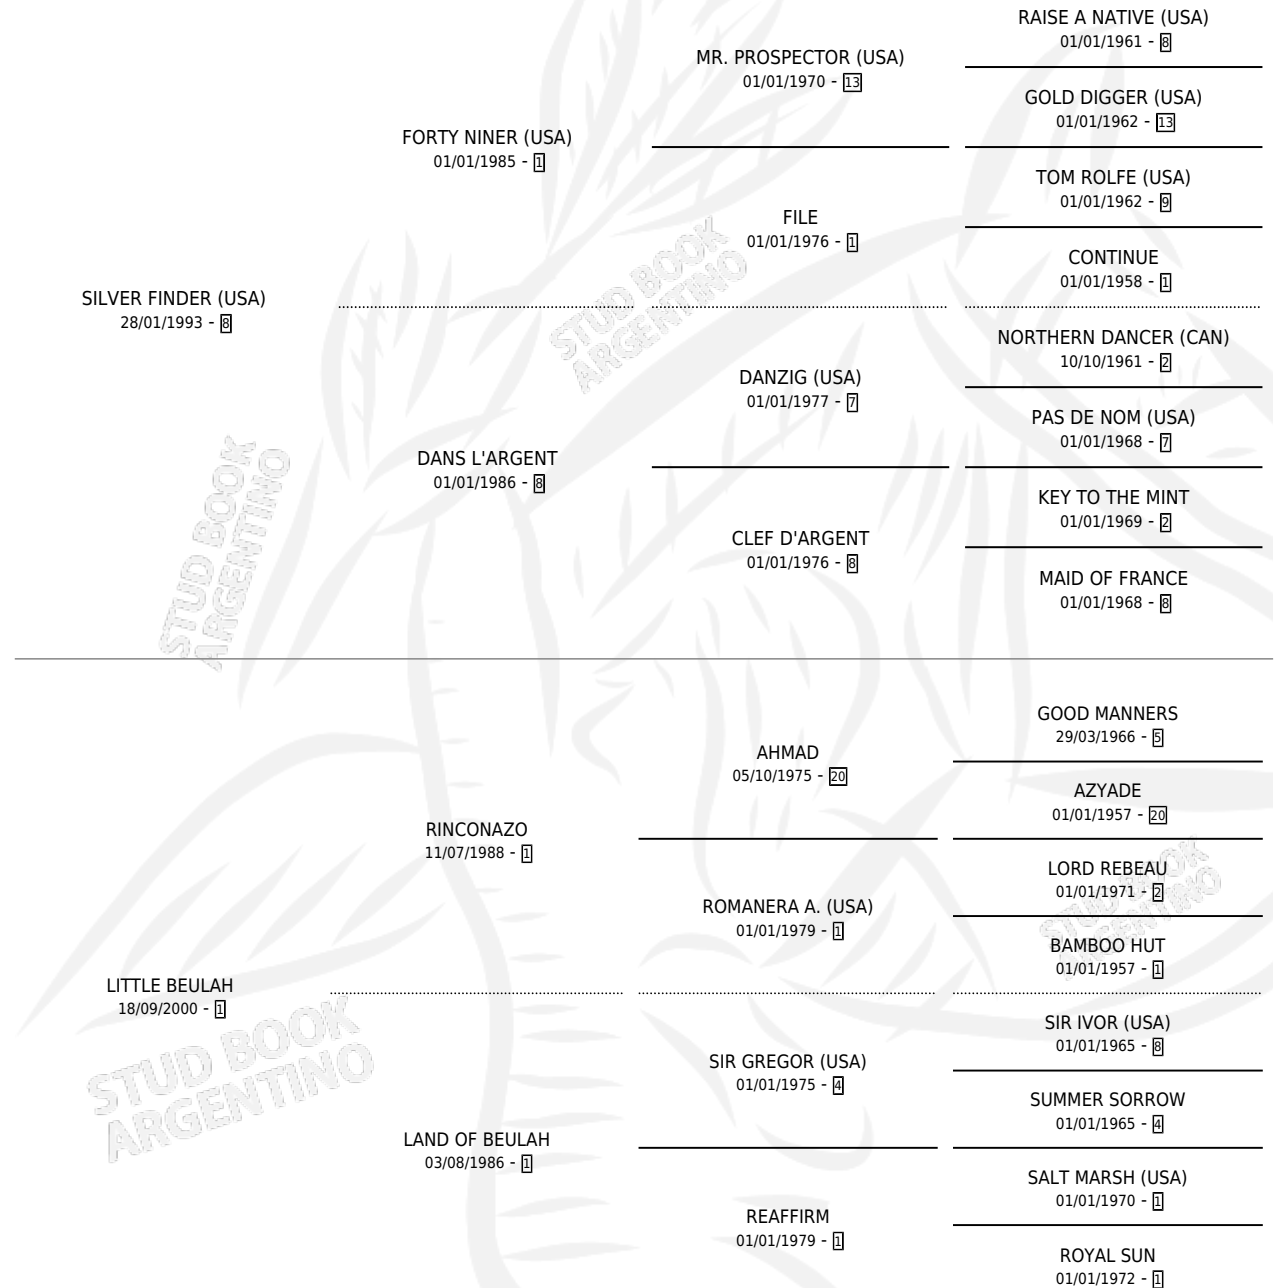 RAISE A NATIVE (USA)
01/01/1961 - 8
MR. PROSPECTOR (USA)
01/01/1970 - 13
GOLD DIGGER (USA)
01/01/1962 - 13
FORTY NINER (USA)
01/01/1985 - 1
TOM ROLFE (USA)
01/01/1962 - 9
FILE
01/01/1976 - 1
CONTINUE
01/01/1958 - 1
SILVER FINDER (USA)
28/01/1993 - 8
NORTHERN DANCER (CAN)
10/10/1961 - 2
DANZIG (USA)
01/01/1977 - 7
PAS DE NOM (USA)
01/01/1968 - 7
DANS L'ARGENT
01/01/1986 - 8
KEY TO THE MINT
01/01/1969 - 2
CLEF D'ARGENT
01/01/1976 - 8
MAID OF FRANCE
01/01/1968 - 8
GOOD MANNERS
29/03/1966 - 5
AHMAD
05/10/1975 - 20
AZYADE
01/01/1957 - 20
RINCONAZO
11/07/1988 - 1
LORD REBEAU
01/01/1971 - 2
ROMANERA A. (USA)
01/01/1979 - 1
BAMBOO HUT
01/01/1957 - 1
LITTLE BEULAH
18/09/2000 - 1
SIR IVOR (USA)
01/01/1965 - 8
SIR GREGOR (USA)
01/01/1975 - 4
SUMMER SORROW
01/01/1965 - 4
LAND OF BEULAH
03/08/1986 - 1
SALT MARSH (USA)
01/01/1970 - 1
REAFFIRM
01/01/1979 - 1
ROYAL SUN
01/01/1972 - 1
STUD BOOK
ARGENTINO
STUD BOOK
ARGENTINO
STUD BOOK
ARGENTINO
STUD BOOK
ARGENTINO